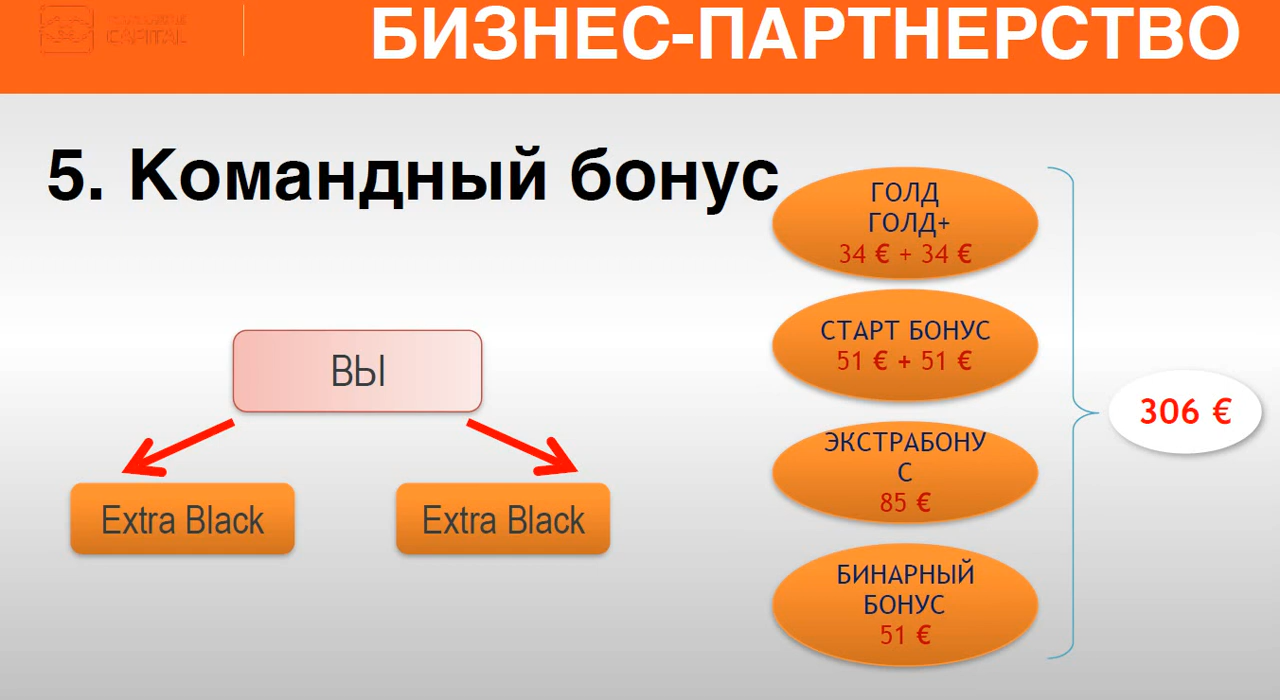 CAPITAL
БИЗНЕС-ПАРТНЕРСТВО
5. Командный бонус
ВЫ
Extra Black
Extra Black
ГОЛД
ГОЛД+
34 € + 34 €
СТАРТ БОНУС
51 € + 51 €
ЭКСТРАБОНУ
С
85 €
БИНАРНЫЙ
БОНУС
51 €
306 €